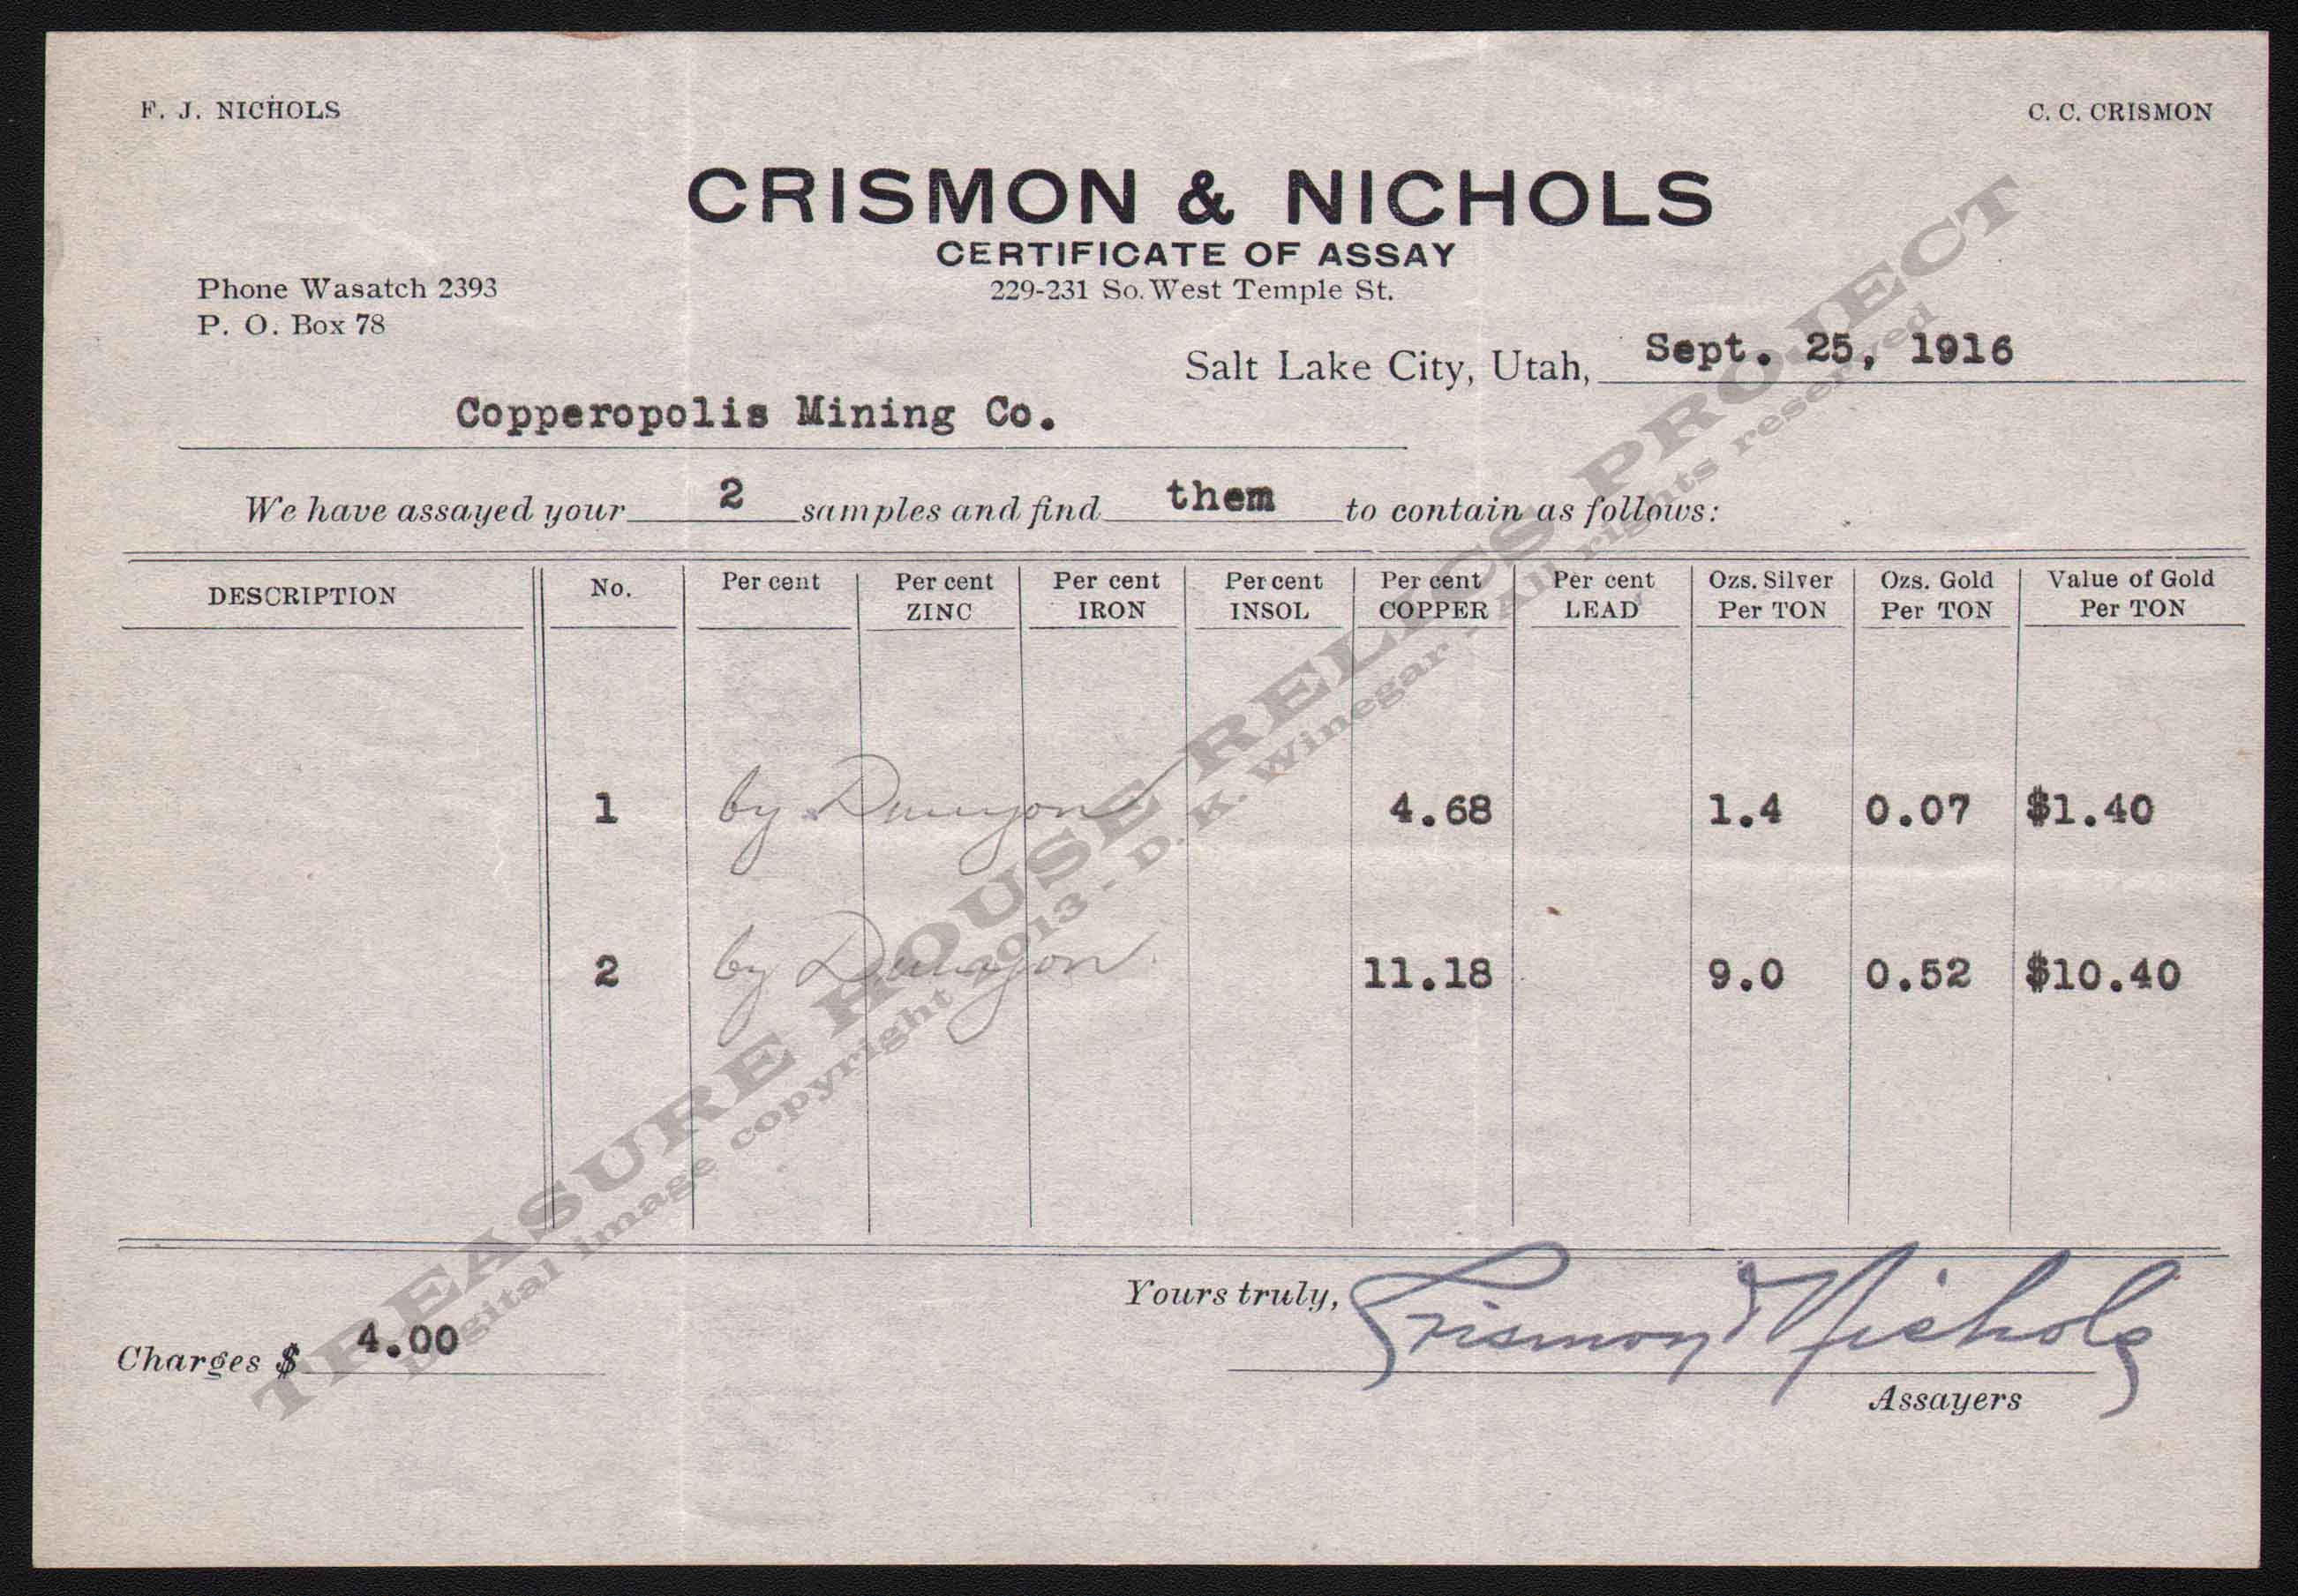 F. J. NICHOLS
C. C. CRISMON
CRISMON & NICHOLS
CERTIFICATE OF ASSAY
229-231 So. West Temple St.
Phone Wasatch 2393
P. O. Box 78
Salt Lake City, Utah, Sept. 25, 1916
Copperopolis Mining Co.
We have assayed your 2 samples and find them to contain as follows:
DESCRIPTION No. Per cent Per cent ZINC Per cent IRON Per cent INSOL Per cent COPPER Per cent LEAD Ozs. Silver Per TON Ozs. Gold Per TON Value of Gold Per TON
1 by 4.68 1.4 0.07 $1.40
2 by 11.18 9.0 0.52 $10.40
Yours truly, Crismon & Nichols
Charges $ 4.00
Assayers
TREASURE HOUSE RELICS PROJECT
Digital image copyright 2013 - D. K. Winegar - All rights reserved